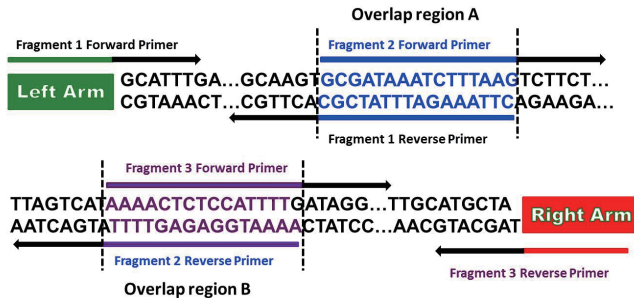 Overlap region A
Fragment 1 Forward Primer
Fragment 2 Forward Primer
Left Arm
GCATTTGA...GCAAGTGCGATAAATCTTTAAGTCTTCT...
CGTAAACT...CGTTCACGCTATTTAGAAATTCAGAAGA...
Fragment 1 Reverse Primer
Fragment 3 Forward Primer
TTAGTCATAAAACTCTCCATTTTGATAGG...TTGCATGCTA
AATCAGTATTTTGAGAGGTAAAACTATCC...AACGTACGAT
Right Arm
Fragment 2 Reverse Primer
Fragment 3 Reverse Primer
Overlap region B